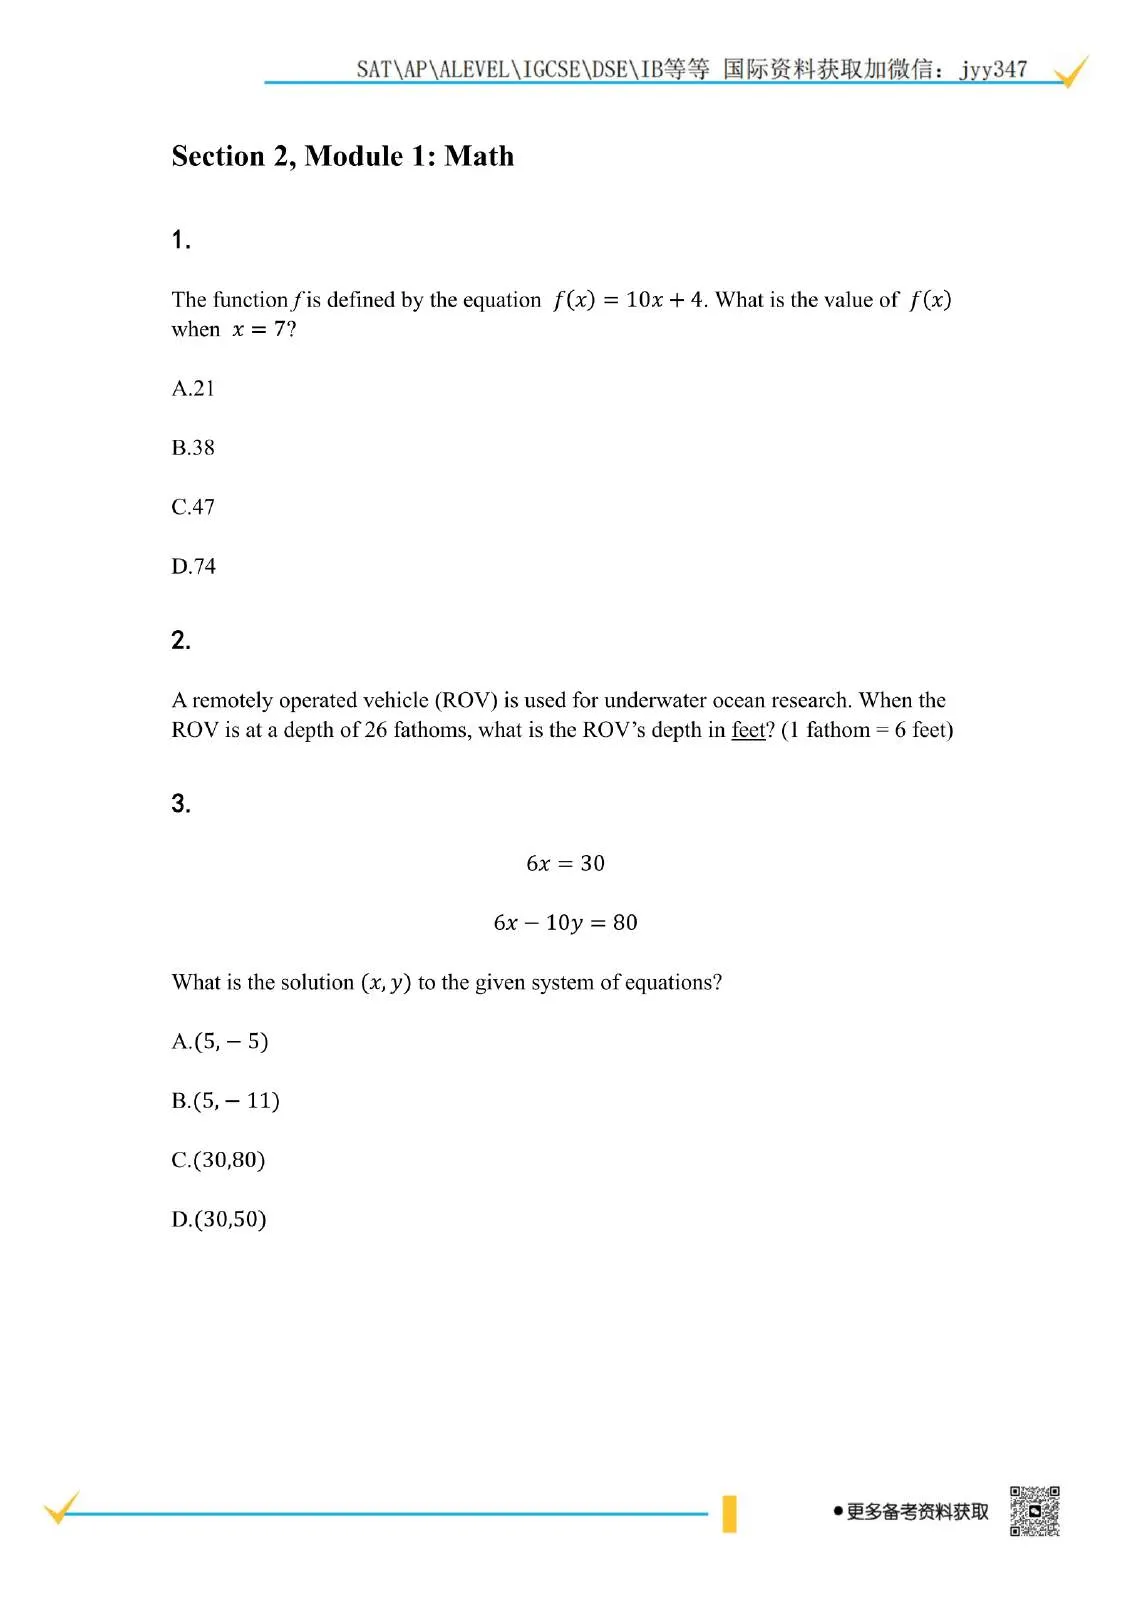 SAT\AP\ALEVEL\IGCSE\DSE\IB等等 国际资料获取加微信：jyy347
Section 2, Module 1: Math
1.
The function f is defined by the equation f(x) = 10x + 4. What is the value of f(x)
when x = 7?
A.21
B.38
C.47
D.74
2.
A remotely operated vehicle (ROV) is used for underwater ocean research. When the
ROV is at a depth of 26 fathoms, what is the ROV’s depth in feet? (1 fathom = 6 feet)
3.
6x = 30
6x − 10y = 80
What is the solution (x, y) to the given system of equations?
A.(5, − 5)
B.(5, − 11)
C.(30,80)
D.(30,50)
●更多备考资料获取